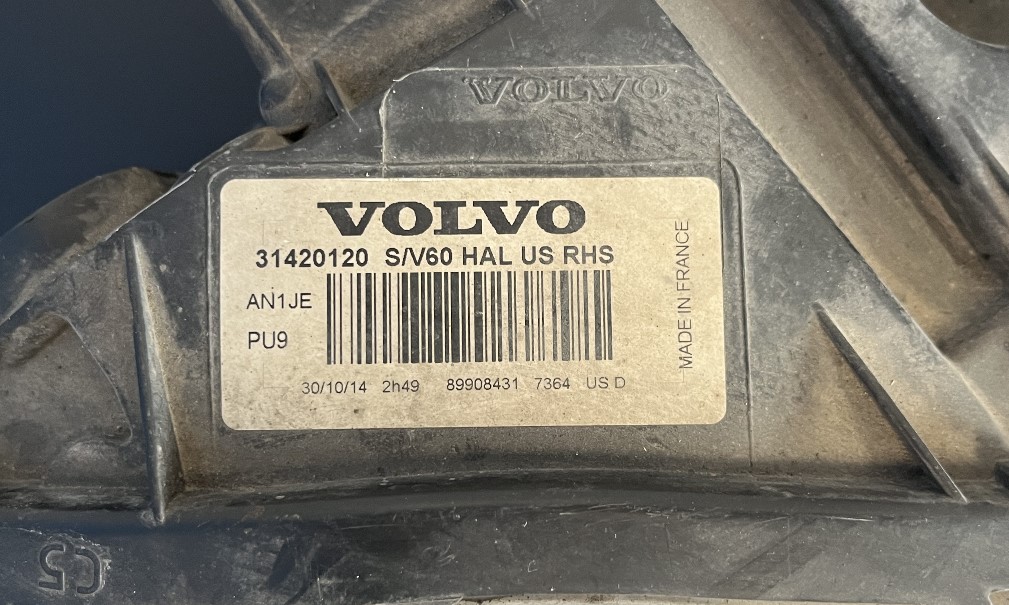 VOLVO
VOLVO
31420120 S/V60 HAL US RHS
AN1JE
PU9
30/10/14 2h49 89908431 7364 US D
MADE IN FRANCE
C5